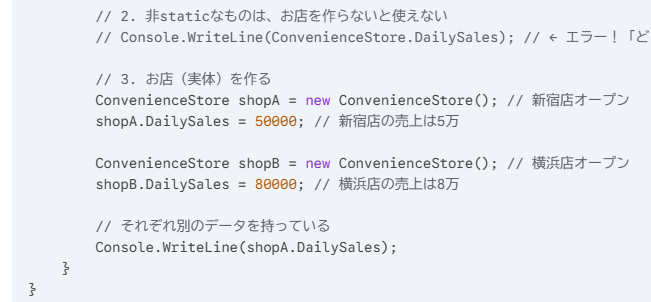 // 2. 非staticなものは、お店を作らないと使えない
// Console.WriteLine(ConvenienceStore.DailySales); // ← エラー！「ど
// 3. お店（実体）を作る
ConvenienceStore shopA = new ConvenienceStore(); // 新宿店オープン
shopA.DailySales = 50000; // 新宿店の売上は5万
ConvenienceStore shopB = new ConvenienceStore(); // 横浜店オープン
shopB.DailySales = 80000; // 横浜店の売上は8万
// それぞれ別のデータを持っている
Console.WriteLine(shopA.DailySales);
}
}